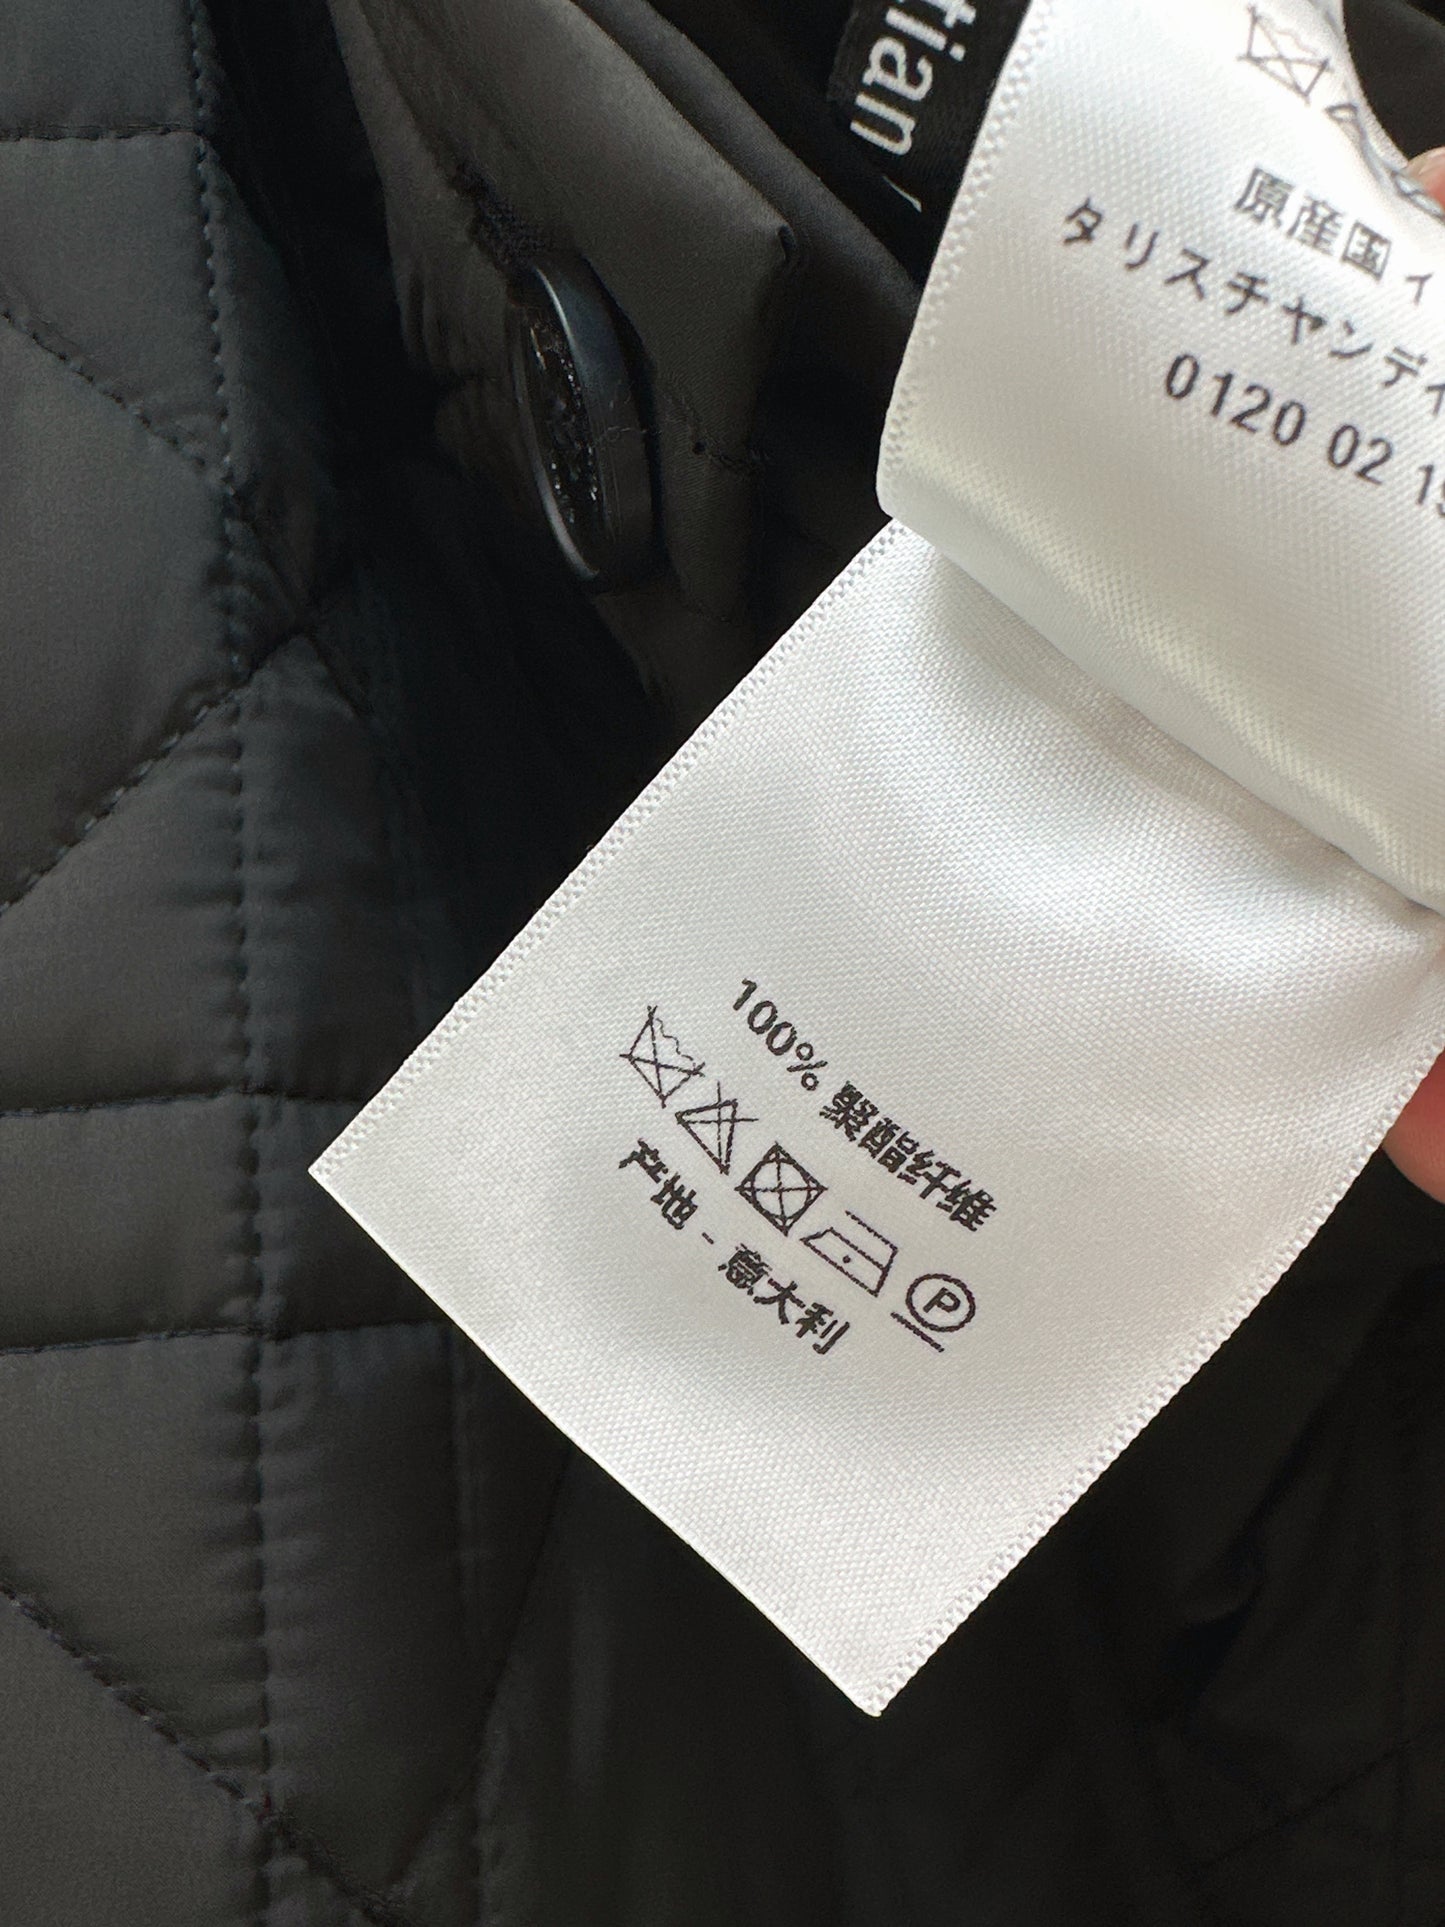 tian
原産国 イ
タリスチャンディ
0120 02 1
100% 聚酯纤维
P
产地 - 意大利